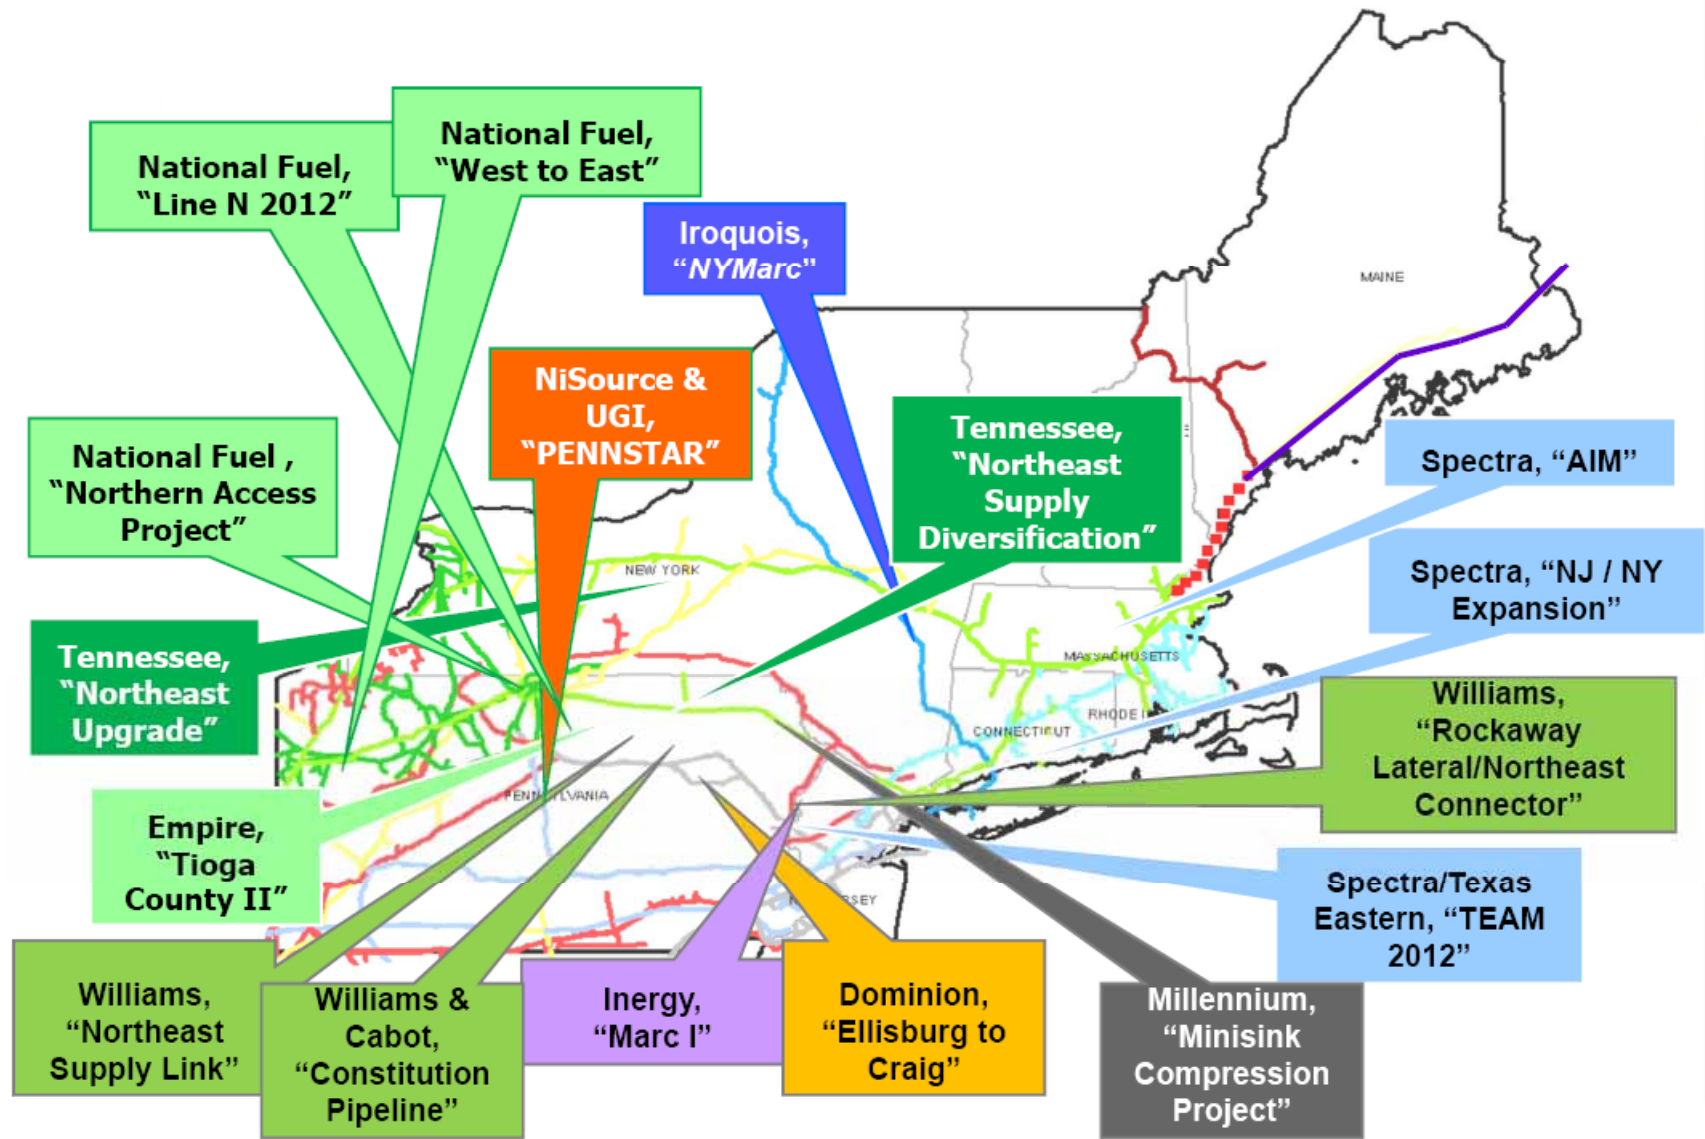 National Fuel,
“West to East”
National Fuel,
“Line N 2012”
Iroquois,
“NYMarc”
MAINE
NiSource &
UGI,
“PENNSTAR”
Tennessee,
“Northeast
Supply
Diversification”
National Fuel ,
“Northern Access
Project”
Spectra, “AIM”
NEW YORK
Spectra, “NJ / NY
Expansion”
Tennessee,
“Northeast
Upgrade”
MASSACHUSETTS
RHODE I
CONNECTICUT
Williams,
“Rockaway
Lateral/Northeast
Connector”
PENNSYLVANIA
Empire,
“Tioga
County II”
RSEY
Spectra/Texas
Eastern, “TEAM
2012”
Williams,
“Northeast
Supply Link”
Williams &
Cabot,
“Constitution
Pipeline”
Inergy,
“Marc I”
Dominion,
“Ellisburg to
Craig”
Millennium,
“Minisink
Compression
Project”